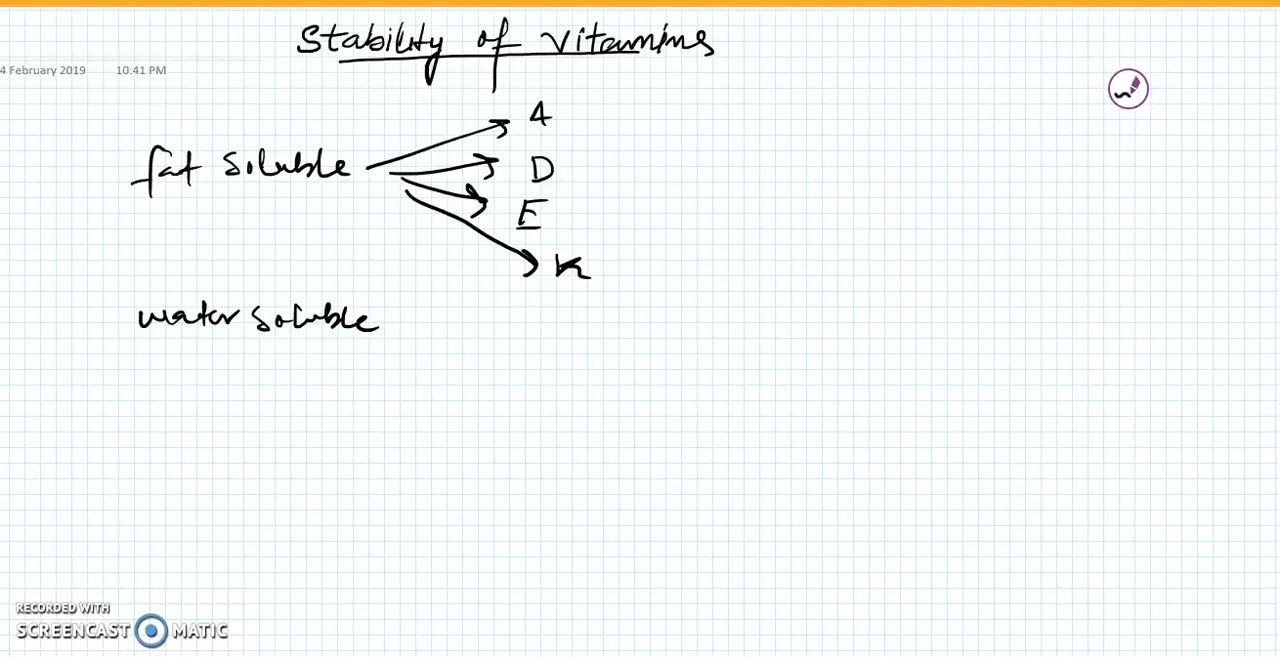 Stability of Vitamins
4 February 2019 10:41 PM
A
fat soluble D
E
K
water soluble
RECORDED WITH
SCREENCAST MATIC